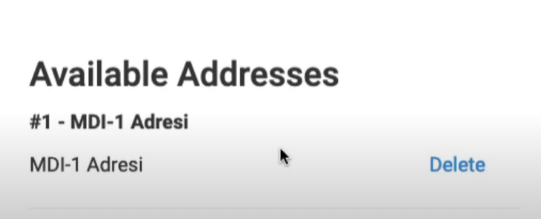 Available Addresses
#1 - MDI-1 Adresi
MDI-1 Adresi Delete